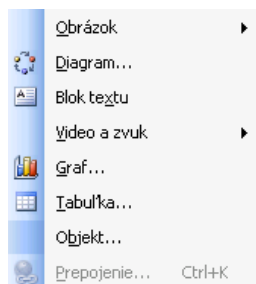 Obrázok
Diagram...
Blok textu
Video a zvuk
Graf...
Tabuľka...
Objekt...
Prepojenie... Ctrl+K